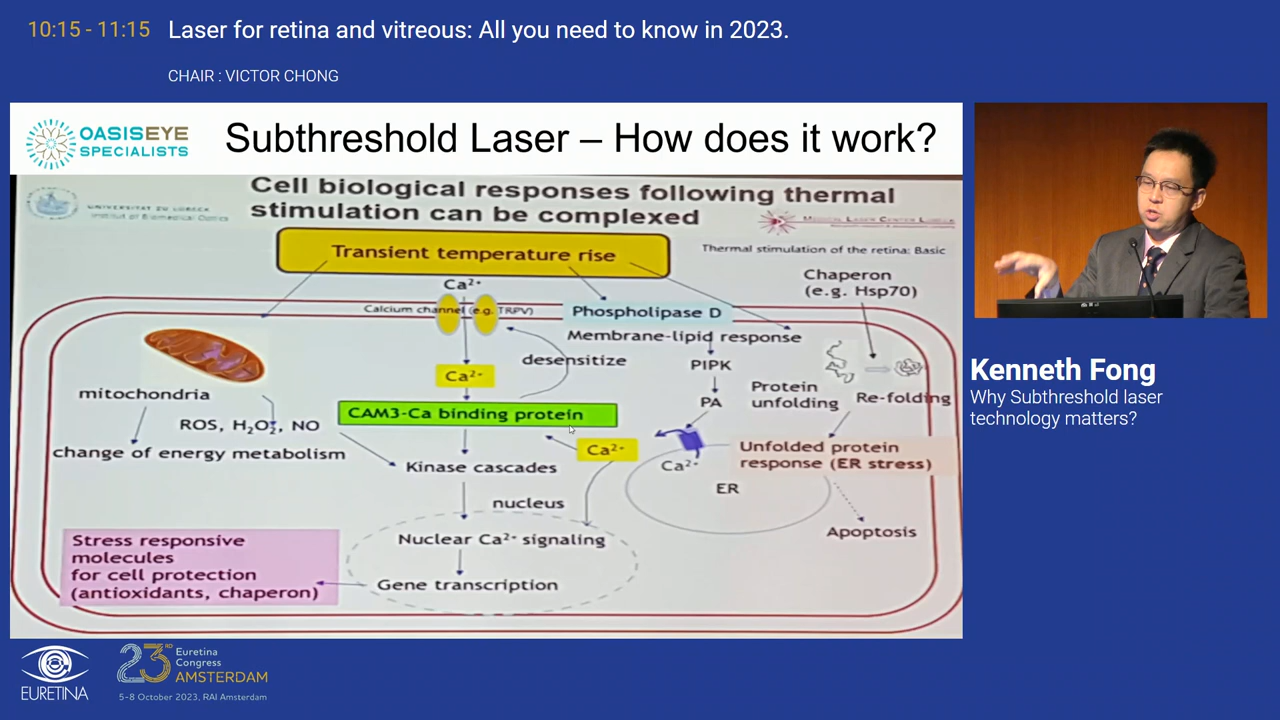 10:15 - 11:15
Laser for retina and vitreous: All you need to know in 2023.
CHAIR : VICTOR CHONG
OASISEYE
SPECIALISTS
Subthreshold Laser – How does it work?
UNIVERSITÄT ZU LÜBECK
Institut of Biomedical Optics
Cell biological responses following thermal
stimulation can be complexed
MEDICAL LASER CENTER LÜBECK
Transient temperature rise
Thermal stimulation of the retina: Basic
Chaperon
(e.g. Hsp70)
Ca²⁺
Calcium channel (e.g. TRPV)
Phospholipase D
Membrane-lipid response
desensitize
PIPK
Ca²⁺
mitochondria
Protein
unfolding
Re-folding
PA
CAM3-Ca binding protein
ROS, H₂O₂, NO
change of energy metabolism
Ca²⁺
Unfolded protein
response (ER stress)
Kinase cascades
Ca²⁺
ER
nucleus
Apoptosis
Nuclear Ca²⁺ signaling
Stress responsive
molecules
for cell protection
(antioxidants, chaperon)
Gene transcription
Kenneth Fong
Why Subthreshold laser
technology matters?
EURETINA
23RD
Euretina
Congress
AMSTERDAM
5-8 October 2023, RAI Amsterdam